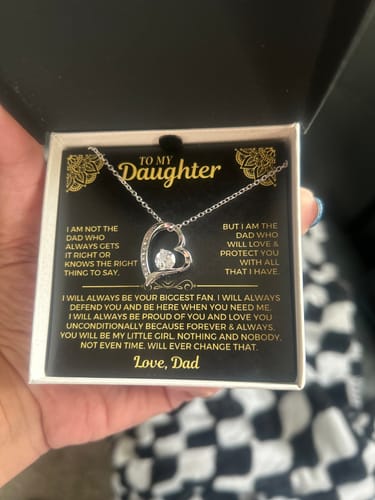 TO MY
Daughter
I AM NOT THE
DAD WHO
ALWAYS GETS
IT RIGHT OR
KNOWS THE RIGHT
THING TO SAY.
BUT I AM THE
DAD WHO
WILL LOVE &
PROTECT YOU
WITH ALL
THAT I HAVE.
I WILL ALWAYS BE YOUR BIGGEST FAN. I WILL ALWAYS
DEFEND YOU AND BE HERE WHEN YOU NEED ME.
I WILL ALWAYS BE PROUD OF YOU AND LOVE YOU
UNCONDITIONALLY BECAUSE FOREVER & ALWAYS,
YOU WILL BE MY LITTLE GIRL. NOTHING AND NOBODY,
NOT EVEN TIME, WILL EVER CHANGE THAT.
Love, Dad